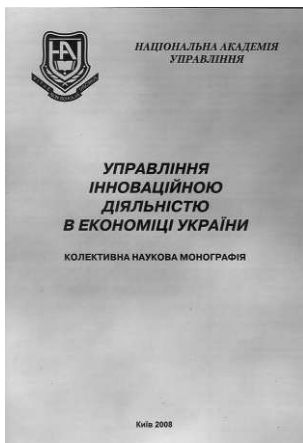 НАЦІОНАЛЬНА АКАДЕМІЯ
УПРАВЛІННЯ
УПРАВЛІННЯ
ІННОВАЦІЙНОЮ
ДІЯЛЬНІСТЮ
В ЕКОНОМІЦІ УКРАЇНИ
КОЛЕКТИВНА НАУКОВА МОНОГРАФІЯ
Київ 2008